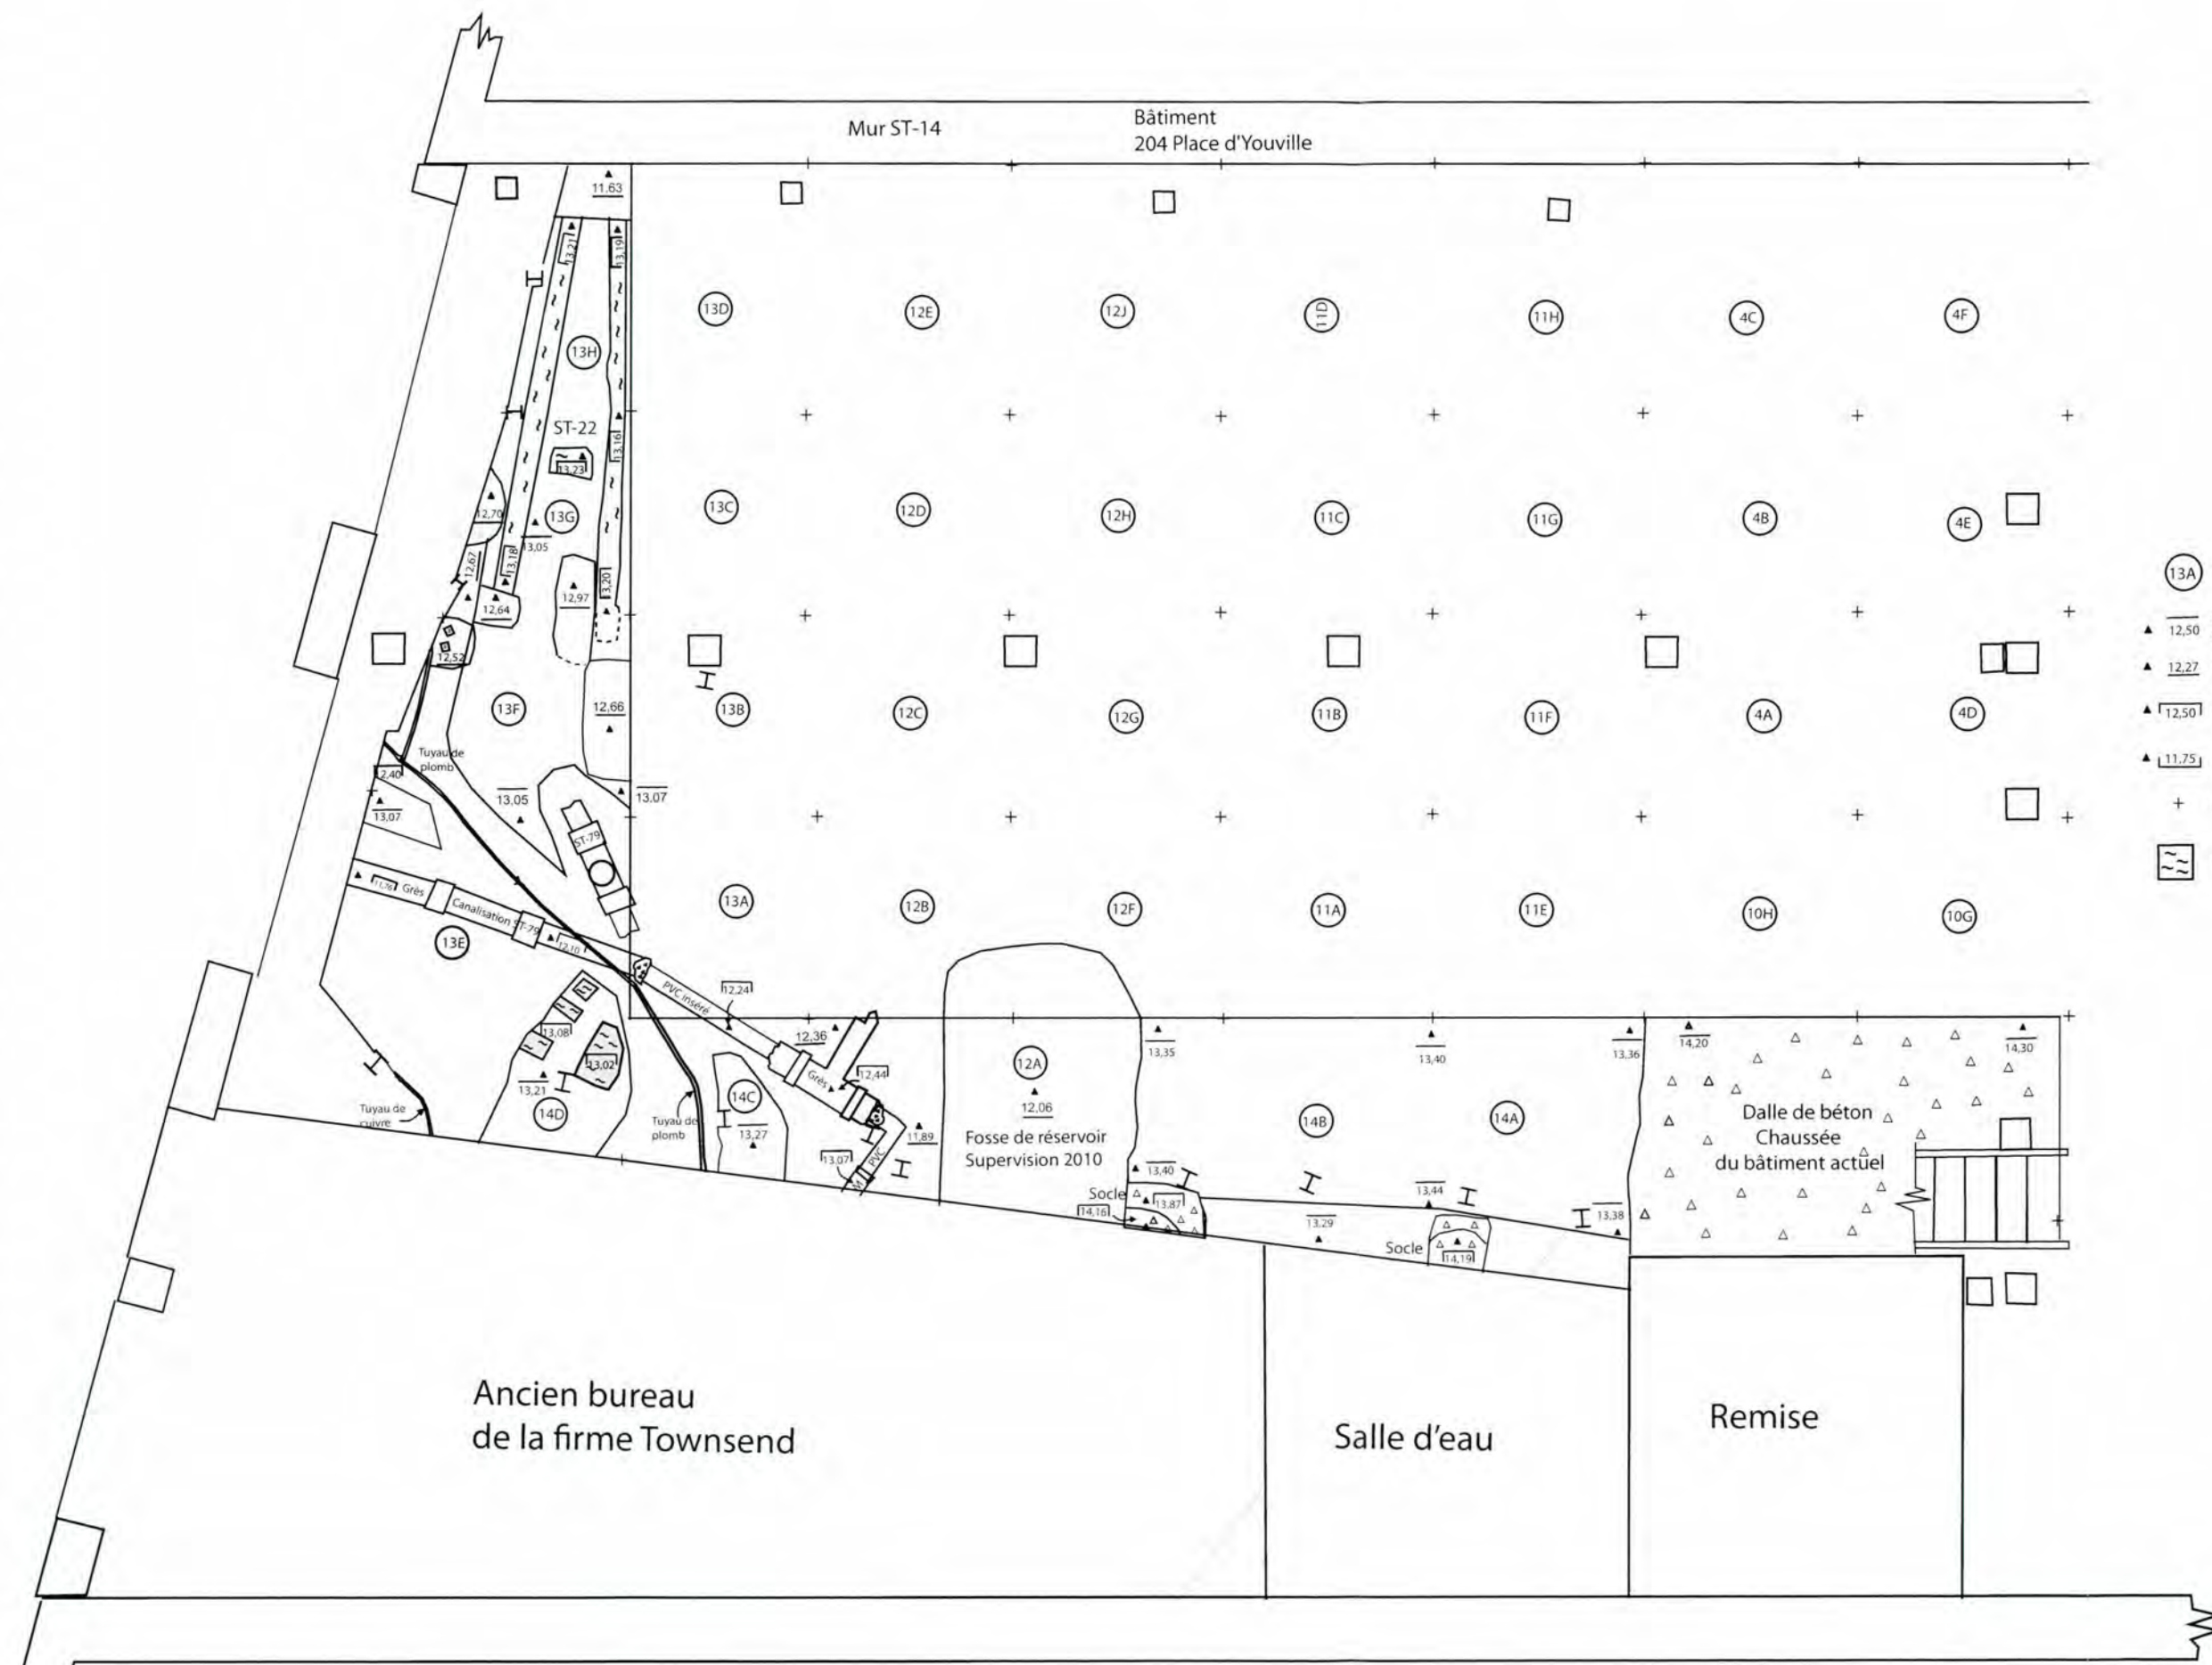 Mur ST-14
Bâtiment
204 Place d'Youville
11.63
13,21
13,19
13D
12E
12J
11D
11H
4C
4F
13H
ST-22
13,16
13,23
12,70
13G
13,05
13C
12D
12H
11C
11G
4B
4E
12,67
13,18
12,97
13,20
12,64
12,52
13A
12,50
12,27
12,50
11,75
13F
12,66
13B
12C
12G
11B
11F
4A
4D
Tuyau de
plomb
2,40
13,07
13,05
13,07
ST-79
11,76
Grès
Canalisation ST-79
12,10
13E
13A
12B
12F
11A
11E
10H
10G
PVC inséré
12,24
12,36
13,08
13,02
13,21
14D
Tuyau de
cuivre
Tuyau de
plomb
14C
13,27
Grès
12,44
11,89
13,07
PVC
M
12A
12,06
Fosse de réservoir
Supervision 2010
13,35
13,40
13,36
14,20
14,30
14B
14A
Dalle de béton
Chaussée
du bâtiment actuel
13,40
Socle
13,87
14,16
13,29
13,44
13,38
Socle
14,19
Ancien bureau
de la firme Townsend
Salle d'eau
Remise